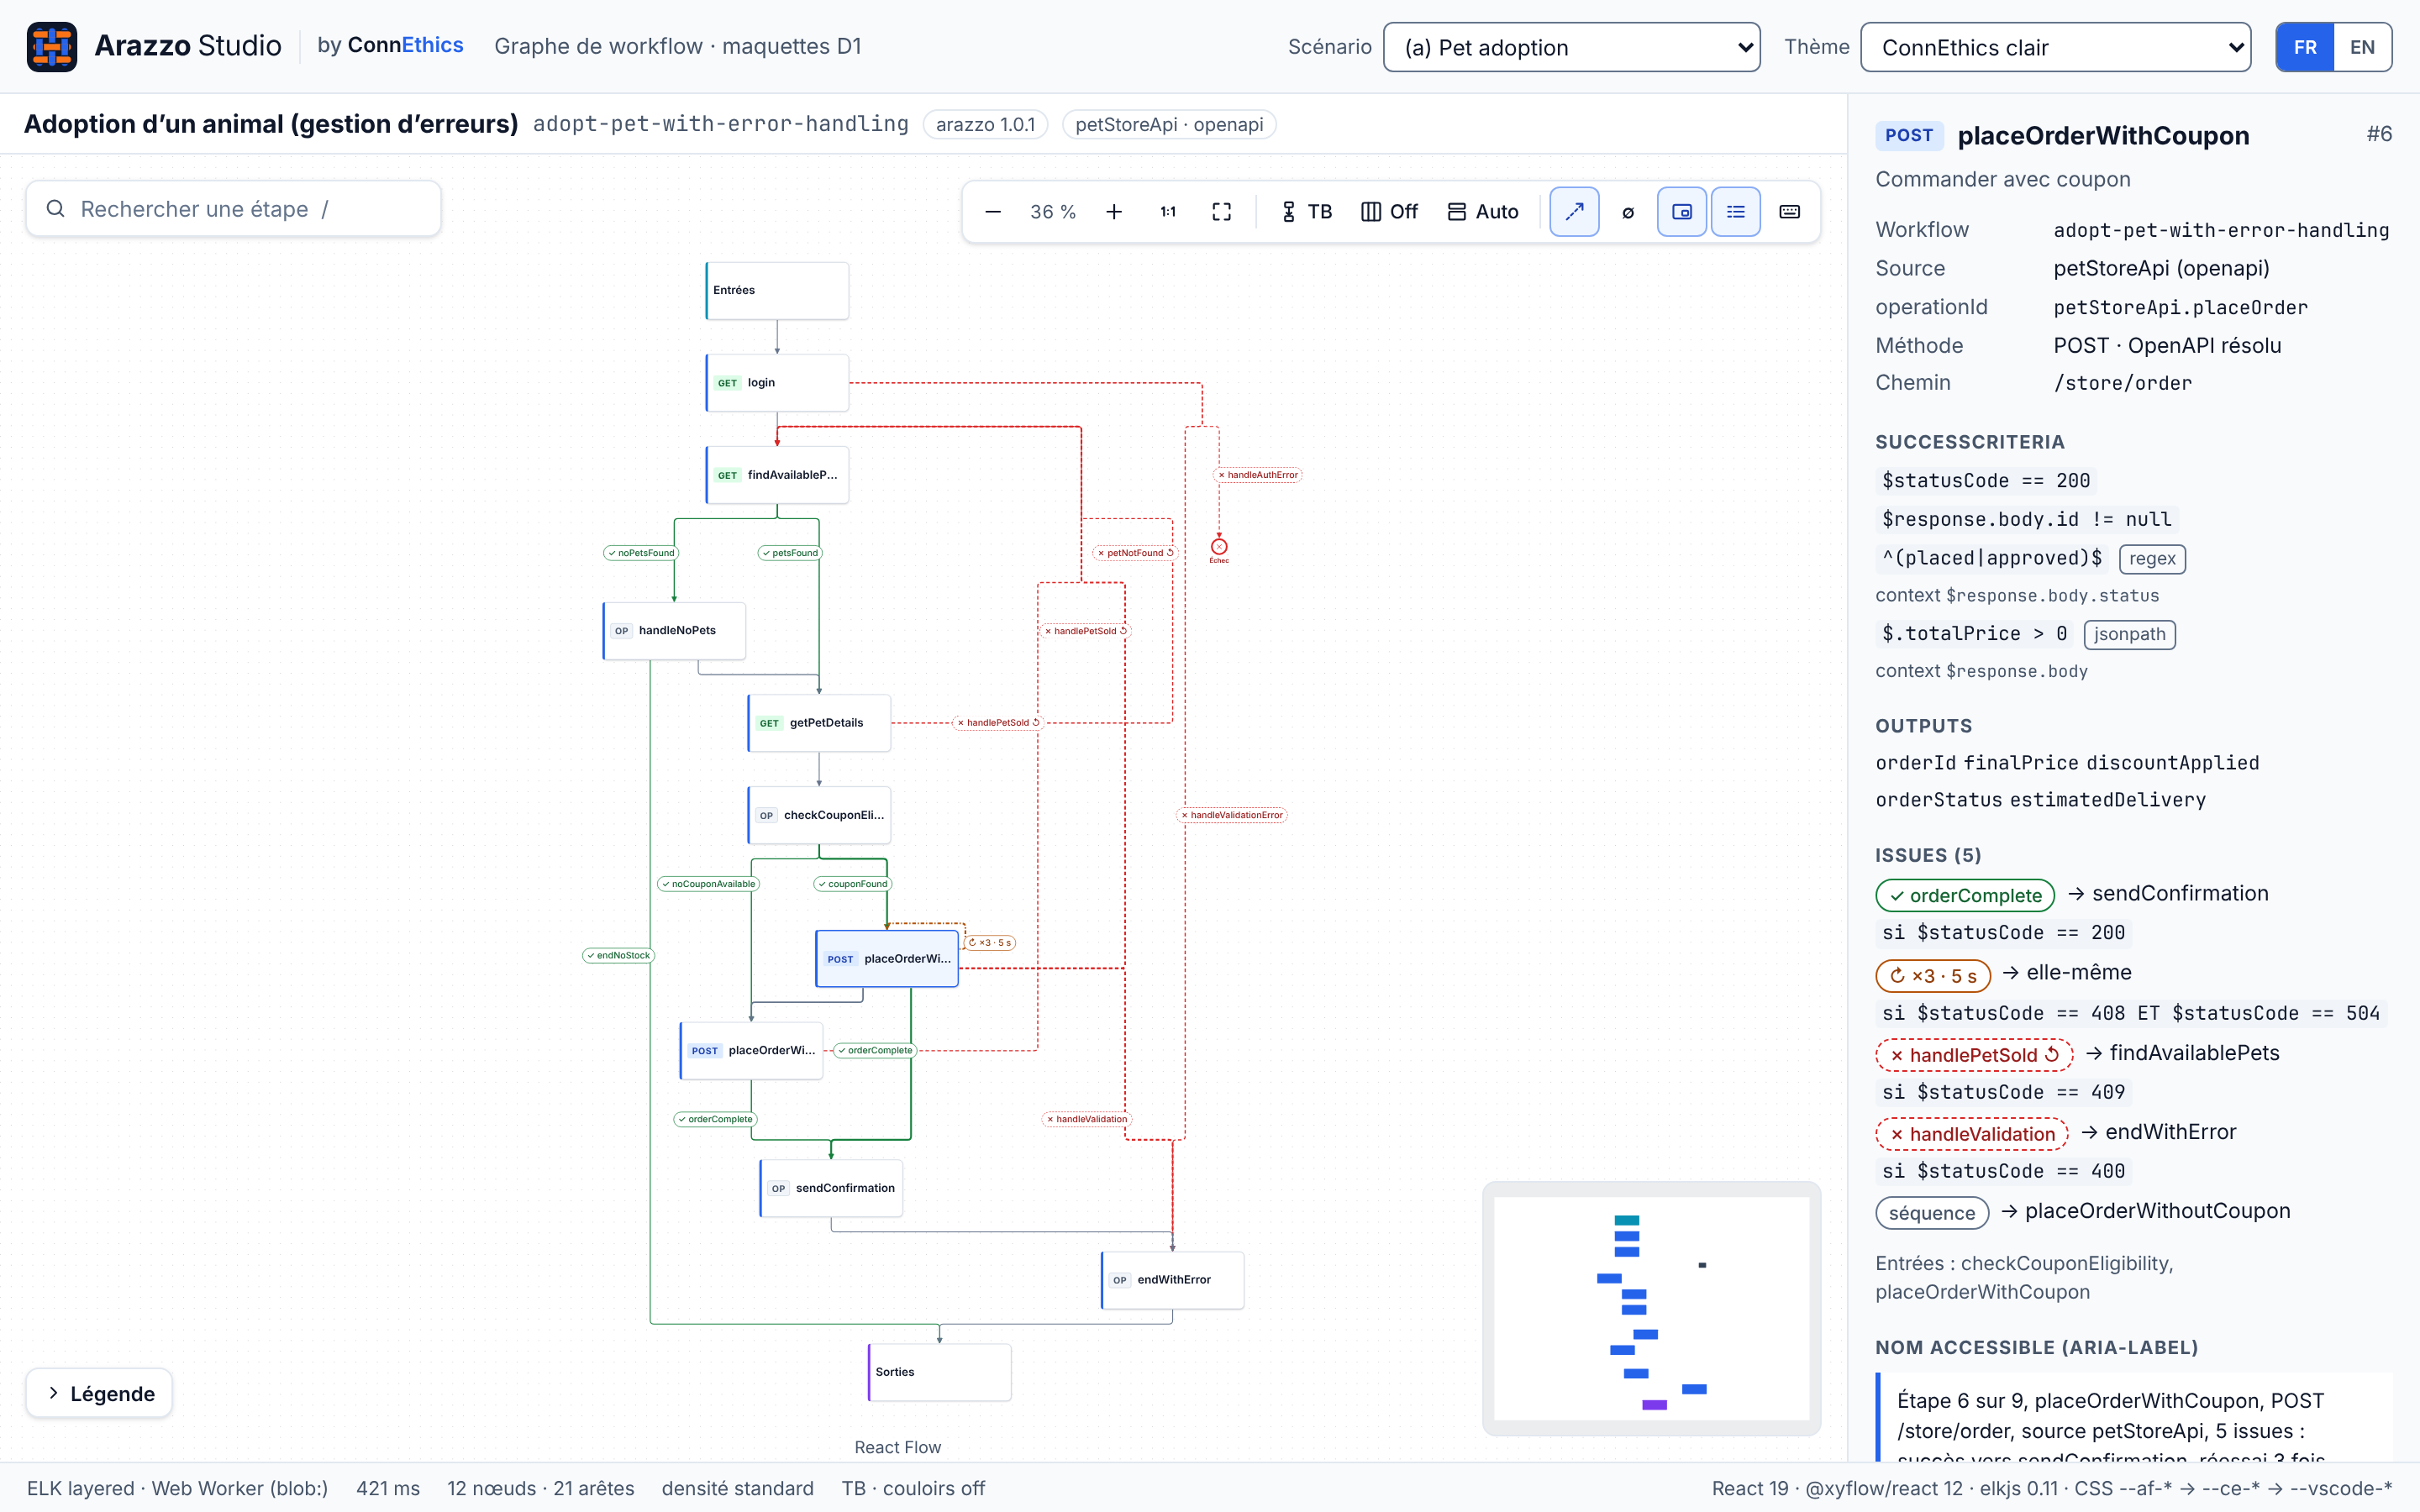 Arazzo Studio
by ConnEthics
Graphe de workflow · maquettes D1
Scénario
(a) Pet adoption
Thème
ConnEthics clair
FR
EN
Adoption d’un animal (gestion d’erreurs)
adopt-pet-with-error-handling
arazzo 1.0.1
petStoreApi · openapi
Rechercher une étape /
36 %
1:1
TB
Off
Auto
Entrées
GET login
GET findAvailableP...
× handleAuthError
✓ noPetsFound
✓ petsFound
× petNotFound ↺
Échec
OP handleNoPets
× handlePetSold ↺
GET getPetDetails
× handlePetSold ↺
OP checkCouponEli...
× handleValidationError
✓ noCouponAvailable
✓ couponFound
↻ ×3 · 5 s
✓ endNoStock
POST placeOrderWi...
POST placeOrderWi...
✓ orderComplete
✓ orderComplete
× handleValidation
OP sendConfirmation
OP endWithError
Sorties
Légende
React Flow
POST placeOrderWithCoupon
#6
Commander avec coupon
Workflow adopt-pet-with-error-handling
Source petStoreApi (openapi)
operationId petStoreApi.placeOrder
Méthode POST · OpenAPI résolu
Chemin /store/order
SUCCESSCRITERIA
$statusCode == 200
$response.body.id != null
^(placed|approved)$ regex
context $response.body.status
$.totalPrice > 0 jsonpath
context $response.body
OUTPUTS
orderId finalPrice discountApplied
orderStatus estimatedDelivery
ISSUES (5)
✓ orderComplete → sendConfirmation
si $statusCode == 200
↻ ×3 · 5 s → elle-même
si $statusCode == 408 ET $statusCode == 504
× handlePetSold ↺ → findAvailablePets
si $statusCode == 409
× handleValidation → endWithError
si $statusCode == 400
séquence → placeOrderWithoutCoupon
Entrées : checkCouponEligibility,
placeOrderWithCoupon
NOM ACCESSIBLE (ARIA-LABEL)
Étape 6 sur 9, placeOrderWithCoupon, POST
/store/order, source petStoreApi, 5 issues :
succès vers sendConfirmation, réessai 3 fois
ELK layered · Web Worker (blob:)
421 ms
12 nœuds · 21 arêtes
densité standard
TB · couloirs off
React 19 · @xyflow/react 12 · elkjs 0.11 · CSS --af-* → --ce-* → --vscode-*